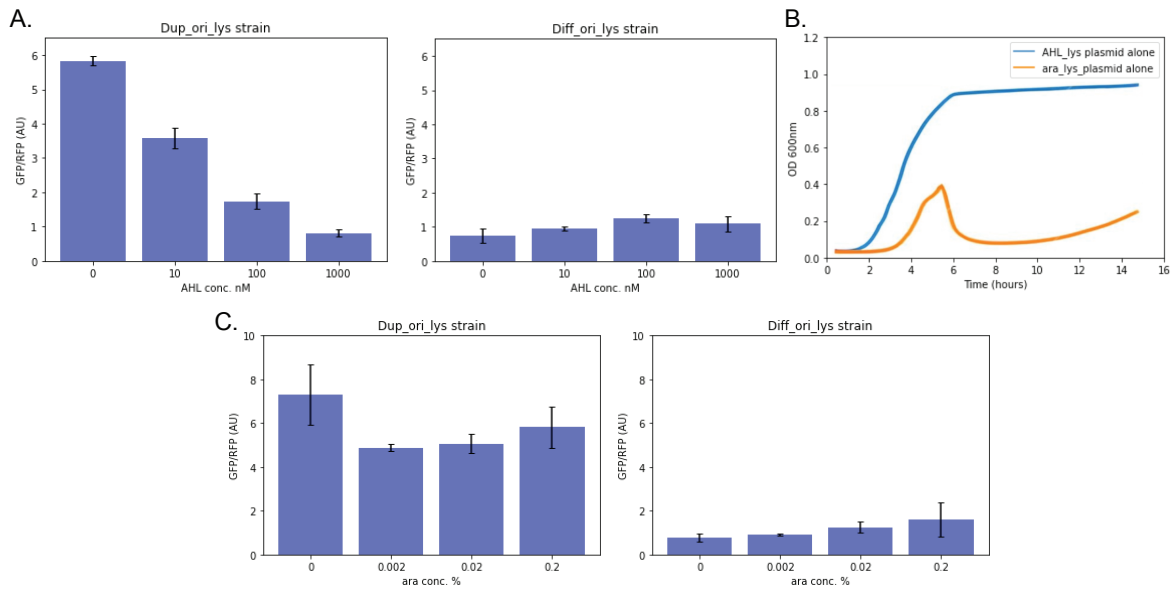 A.
Dup_ori_lys strain
GFP/RFP (AU)
6
5
4
3
2
1
0
0 10 100 1000
AHL conc. nM
Diff_ori_lys strain
GFP/RFP (AU)
6
5
4
3
2
1
0
0 10 100 1000
AHL conc. nM
B.
AHL_lys plasmid alone
ara_lys_plasmid alone
OD 600nm
1.2
1.0
0.8
0.6
0.4
0.2
0.0
0 2 4 6 8 10 12 14 16
Time (hours)
C.
Dup_ori_lys strain
GFP/RFP (AU)
10
8
6
4
2
0
0 0.002 0.02 0.2
ara conc. %
Diff_ori_lys strain
GFP/RFP (AU)
10
8
6
4
2
0
0 0.002 0.02 0.2
ara conc. %